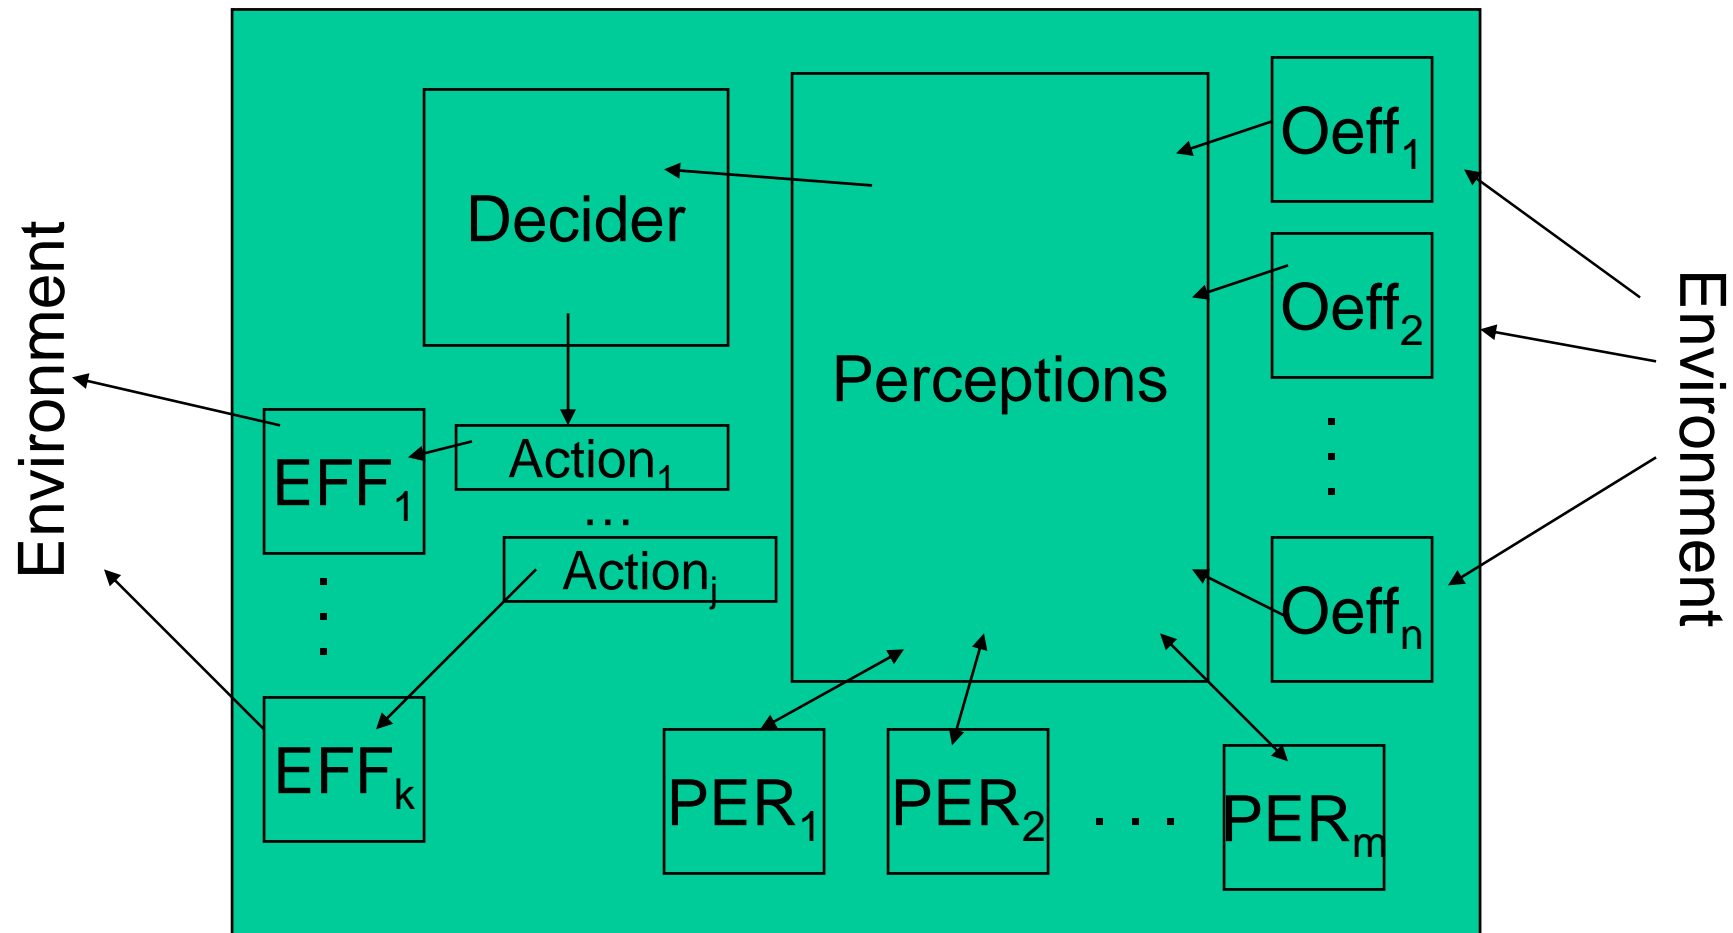 Environment
Decider
Perceptions
Oeff₁
Oeff₂
.
.
.
Oeffₙ
Environment
EFF₁
Action₁
...
Actionⱼ
.
.
.
EFFₖ
PER₁
PER₂
. . .
PERₘ